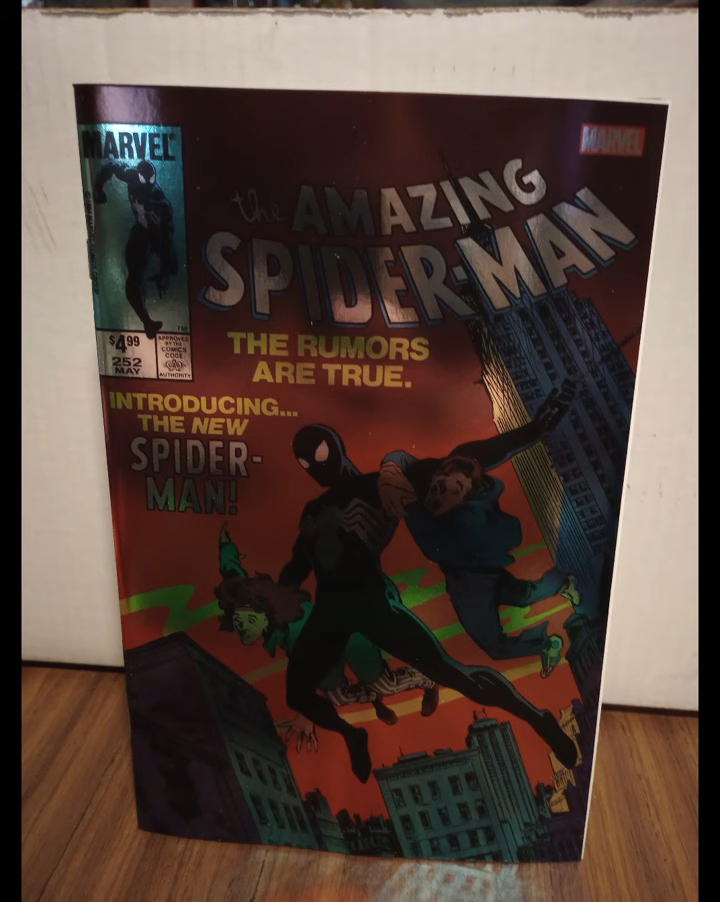 MARVEL
MARVEL
the AMAZING
SPIDER-MAN
TM
$4.99
252
MAY
APPROVED
BY THE
COMICS
CODE
AUTHORITY
THE RUMORS
ARE TRUE.
INTRODUCING...
THE NEW
SPIDER-
MAN!